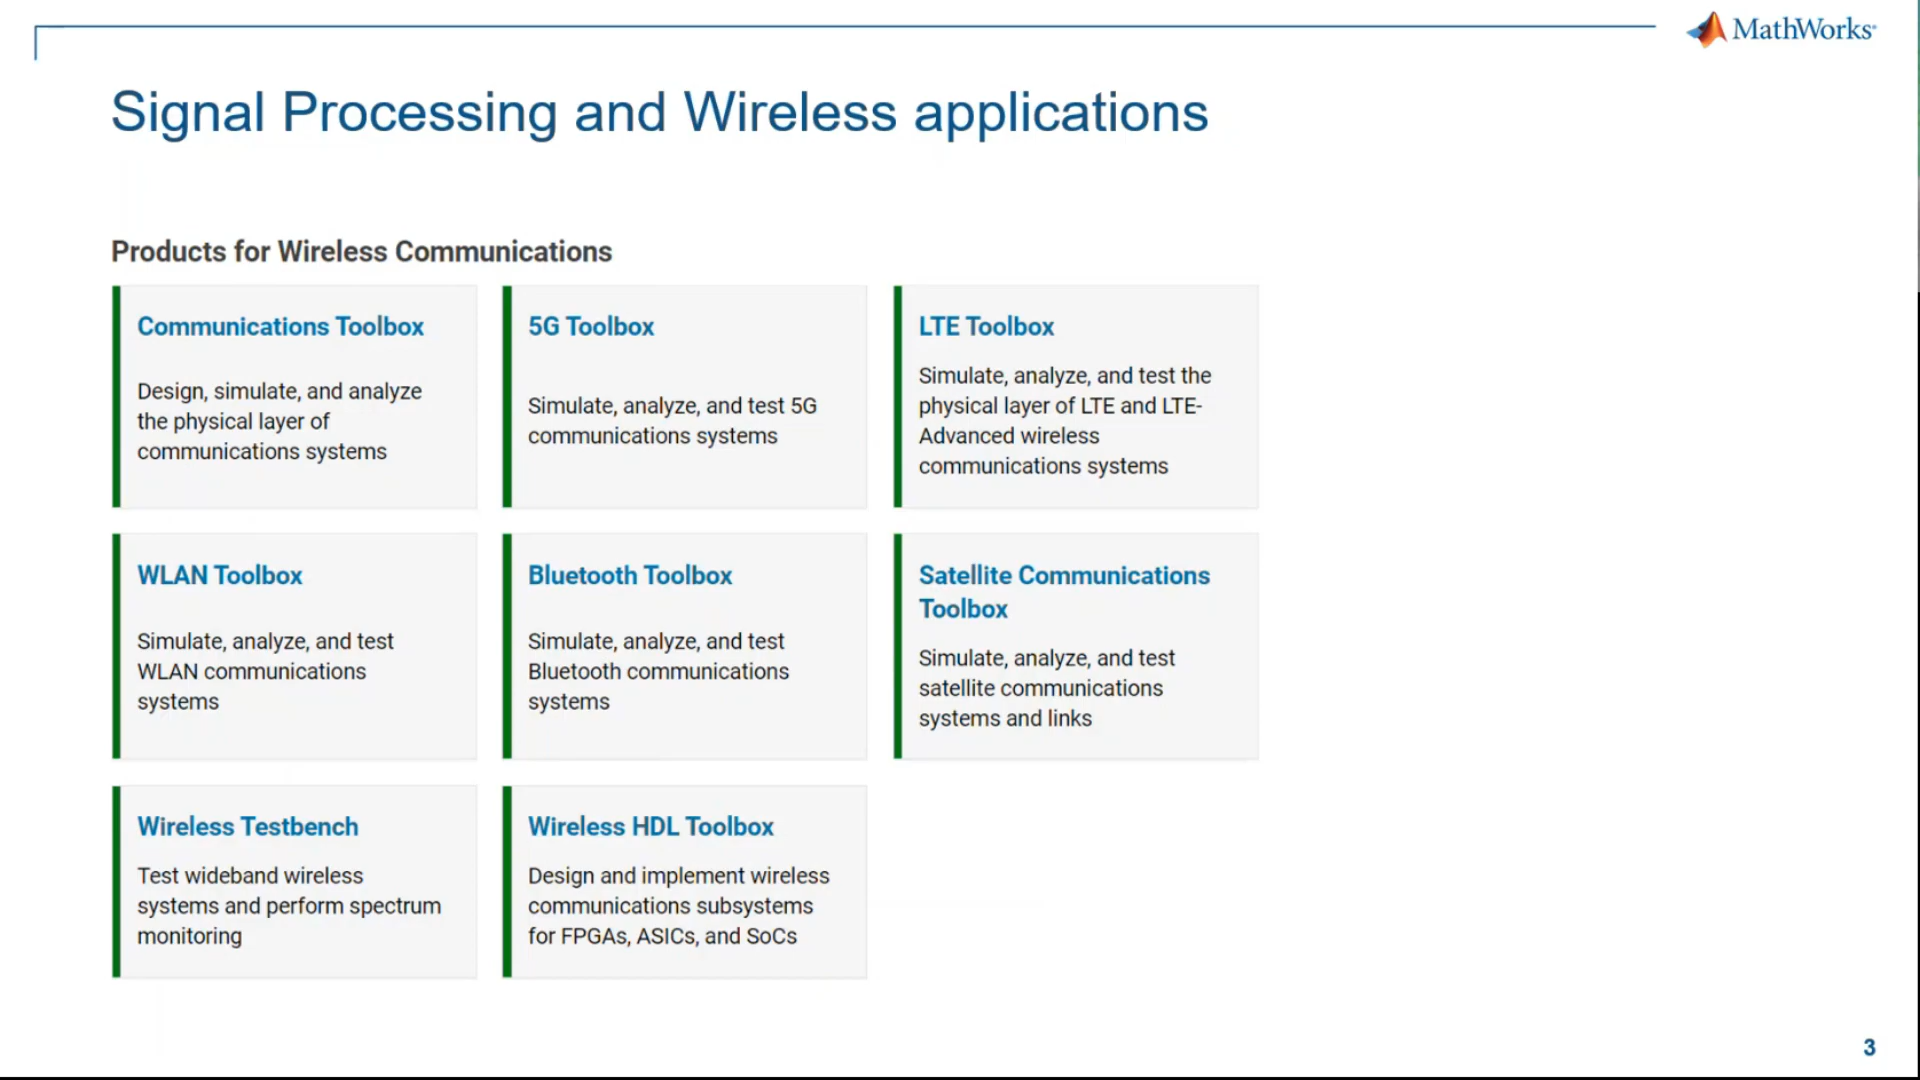 MathWorks
Signal Processing and Wireless applications
Products for Wireless Communications
Communications Toolbox
Design, simulate, and analyze
the physical layer of
communications systems
5G Toolbox
Simulate, analyze, and test 5G
communications systems
LTE Toolbox
Simulate, analyze, and test the
physical layer of LTE and LTE-
Advanced wireless
communications systems
WLAN Toolbox
Simulate, analyze, and test
WLAN communications
systems
Bluetooth Toolbox
Simulate, analyze, and test
Bluetooth communications
systems
Satellite Communications
Toolbox
Simulate, analyze, and test
satellite communications
systems and links
Wireless Testbench
Test wideband wireless
systems and perform spectrum
monitoring
Wireless HDL Toolbox
Design and implement wireless
communications subsystems
for FPGAs, ASICs, and SoCs
3